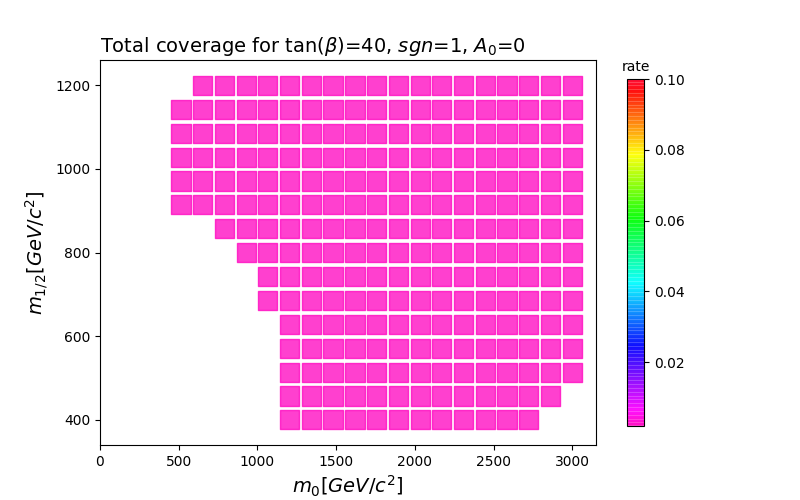 Total coverage for tan(β)=40, sgn=1, A₀=0
rate
0.10
0.08
0.06
0.04
0.02
1200
1000
800
600
400
m₁/₂[GeV/c²]
0 500 1000 1500 2000 2500 3000
m₀[GeV/c²]